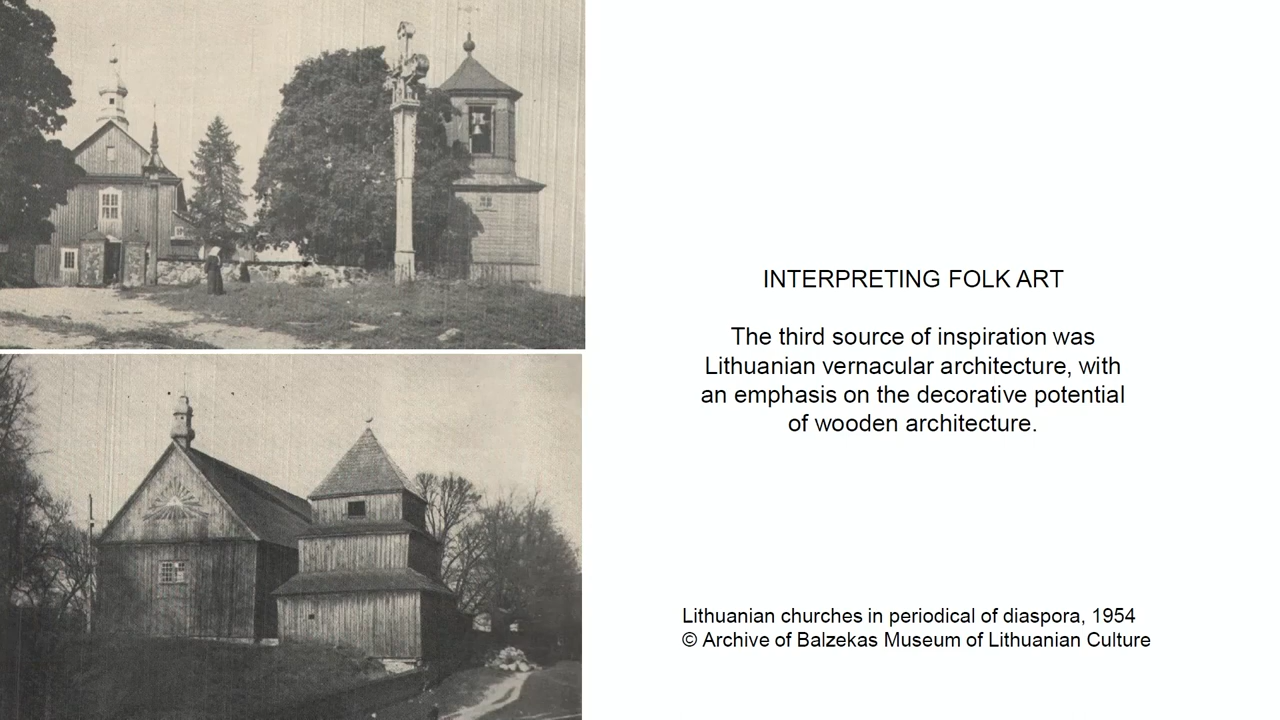 INTERPRETING FOLK ART
The third source of inspiration was
Lithuanian vernacular architecture, with
an emphasis on the decorative potential
of wooden architecture.
Lithuanian churches in periodical of diaspora, 1954
© Archive of Balzekas Museum of Lithuanian Culture